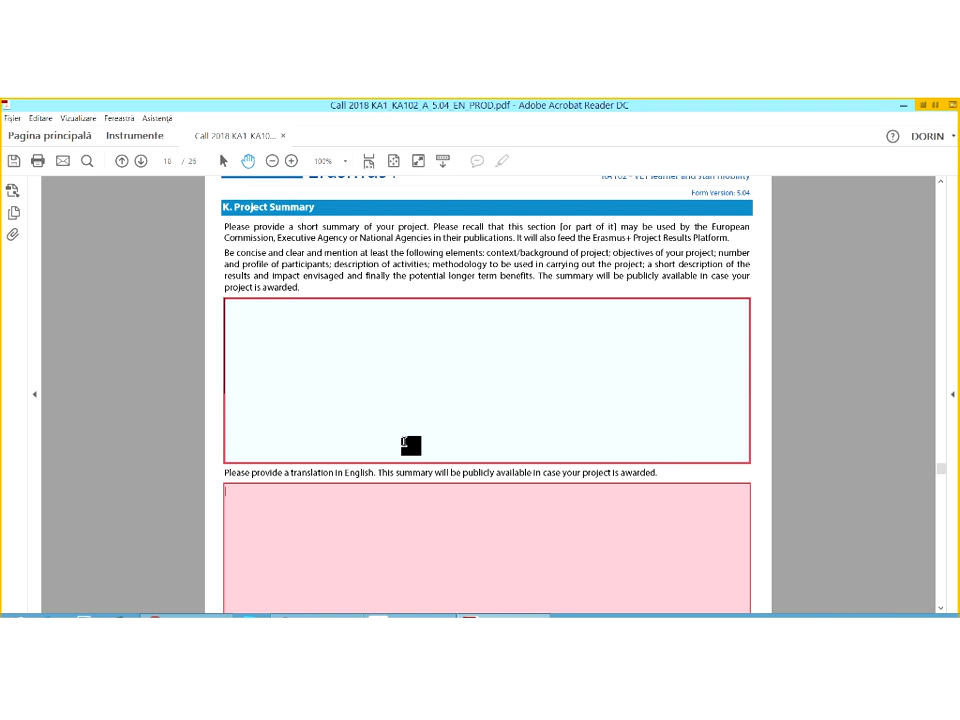 Call 2018 KA1_KA102_A_5.04_EN_PROD.pdf - Adobe Acrobat Reader DC
Fișier Editare Vizualizare Fereastră Asistență
Pagina principală Instrumente Call 2018 KA1_KA10... × DORIN
18 / 26 100%
Erasmus+ KA102 - VET learner and staff mobility
Form Version: 5.04
K. Project Summary
Please provide a short summary of your project. Please recall that this section [or part of it] may be used by the European
Commission, Executive Agency or National Agencies in their publications. It will also feed the Erasmus+ Project Results Platform.
Be concise and clear and mention at least the following elements: context/background of project; objectives of your project; number
and profile of participants; description of activities; methodology to be used in carrying out the project; a short description of the
results and impact envisaged and finally the potential longer term benefits. The summary will be publicly available in case your
project is awarded.
Please provide a translation in English. This summary will be publicly available in case your project is awarded.